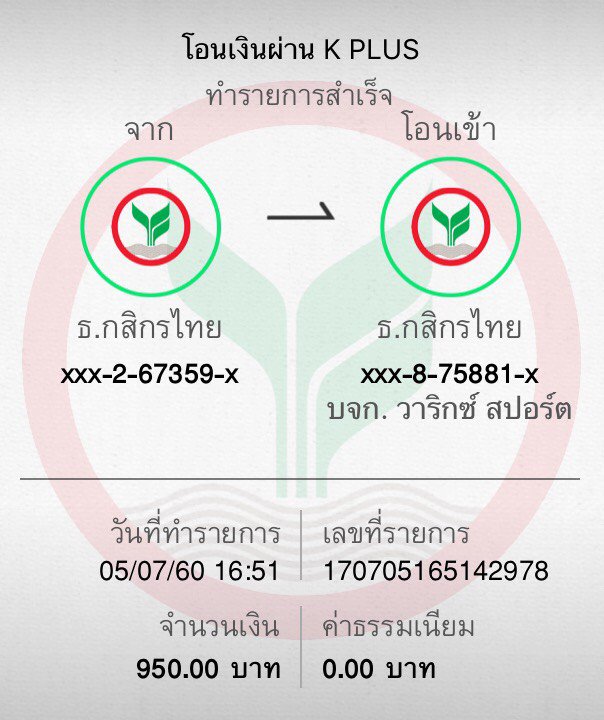 โอนเงินผ่าน K PLUS
ทำรายการสำเร็จ
จาก
โอนเข้า
ธ.กสิกรไทย
ธ.กสิกรไทย
xxx-2-67359-x
xxx-8-75881-x
บจก. วาริกซ์ สปอร์ต
วันที่ทำรายการ
เลขที่รายการ
05/07/60 16:51
170705165142978
จำนวนเงิน
ค่าธรรมเนียม
950.00 บาท
0.00 บาท